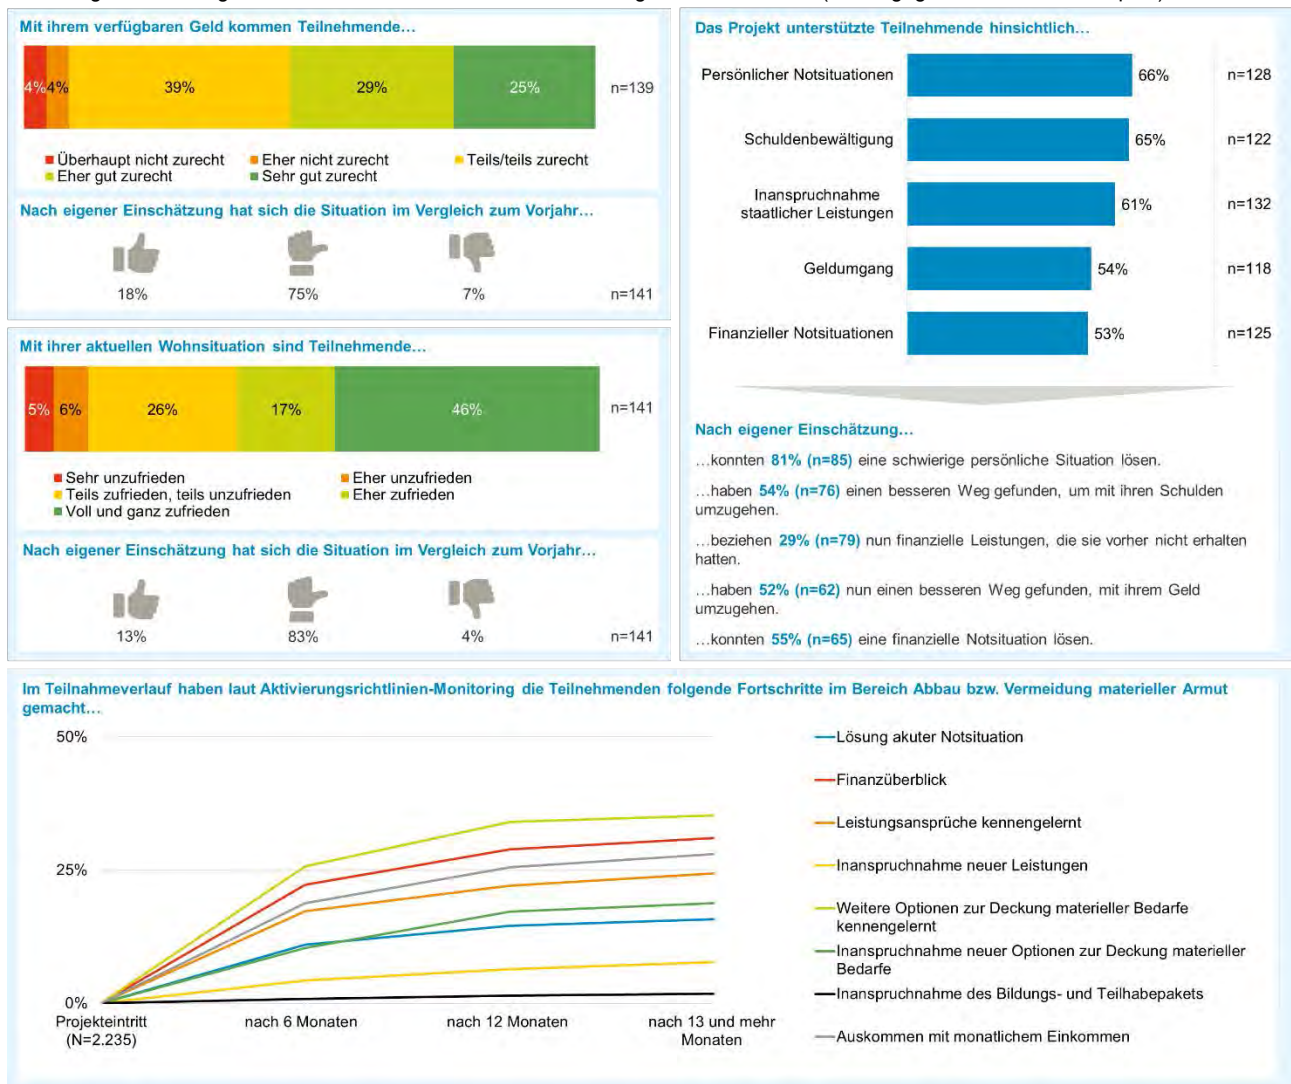 Mit ihrem verfügbaren Geld kommen Teilnehmende…
4% 4% 39% 29% 25% n=139
Überhaupt nicht zurecht Eher nicht zurecht Teils/teils zurecht
Eher gut zurecht Sehr gut zurecht
Nach eigener Einschätzung hat sich die Situation im Vergleich zum Vorjahr…
18% 75% 7% n=141
Mit ihrer aktuellen Wohnsituation sind Teilnehmende…
5% 6% 26% 17% 46% n=141
Sehr unzufrieden Eher unzufrieden
Teils zufrieden, teils unzufrieden Eher zufrieden
Voll und ganz zufrieden
Nach eigener Einschätzung hat sich die Situation im Vergleich zum Vorjahr…
13% 83% 4% n=141
Das Projekt unterstützte Teilnehmende hinsichtlich…
Persönlicher Notsituationen 66% n=128
Schuldenbewältigung 65% n=122
Inanspruchnahme
staatlicher Leistungen 61% n=132
Geldumgang 54% n=118
Finanzieller Notsituationen 53% n=125
Nach eigener Einschätzung…
…konnten 81% (n=85) eine schwierige persönliche Situation lösen.
…haben 54% (n=76) einen besseren Weg gefunden, um mit ihren Schulden
umzugehen.
…beziehen 29% (n=79) nun finanzielle Leistungen, die sie vorher nicht erhalten
hatten.
…haben 52% (n=62) nun einen besseren Weg gefunden, mit ihrem Geld
umzugehen.
…konnten 55% (n=65) eine finanzielle Notsituation lösen.
Im Teilnahmeverlauf haben laut Aktivierungsrichtlinien-Monitoring die Teilnehmenden folgende Fortschritte im Bereich Abbau bzw. Vermeidung materieller Armut
gemacht…
50%
25%
0%
Projekteintritt
(N=2.235)
nach 6 Monaten
nach 12 Monaten
nach 13 und mehr
Monaten
Lösung akuter Notsituation
Finanzüberblick
Leistungsansprüche kennengelernt
Inanspruchnahme neuer Leistungen
Weitere Optionen zur Deckung materieller Bedarfe
kennengelernt
Inanspruchnahme neuer Optionen zur Deckung materieller
Bedarfe
Inanspruchnahme des Bildungs- und Teilhabepakets
Auskommen mit monatlichem Einkommen